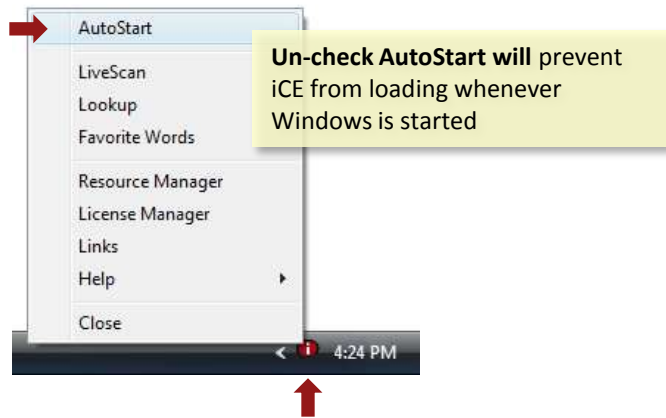 AutoStart
Un-check AutoStart will prevent
iCE from loading whenever
Windows is started
LiveScan
Lookup
Favorite Words
Resource Manager
License Manager
Links
Help
Close
< i 4:24 PM